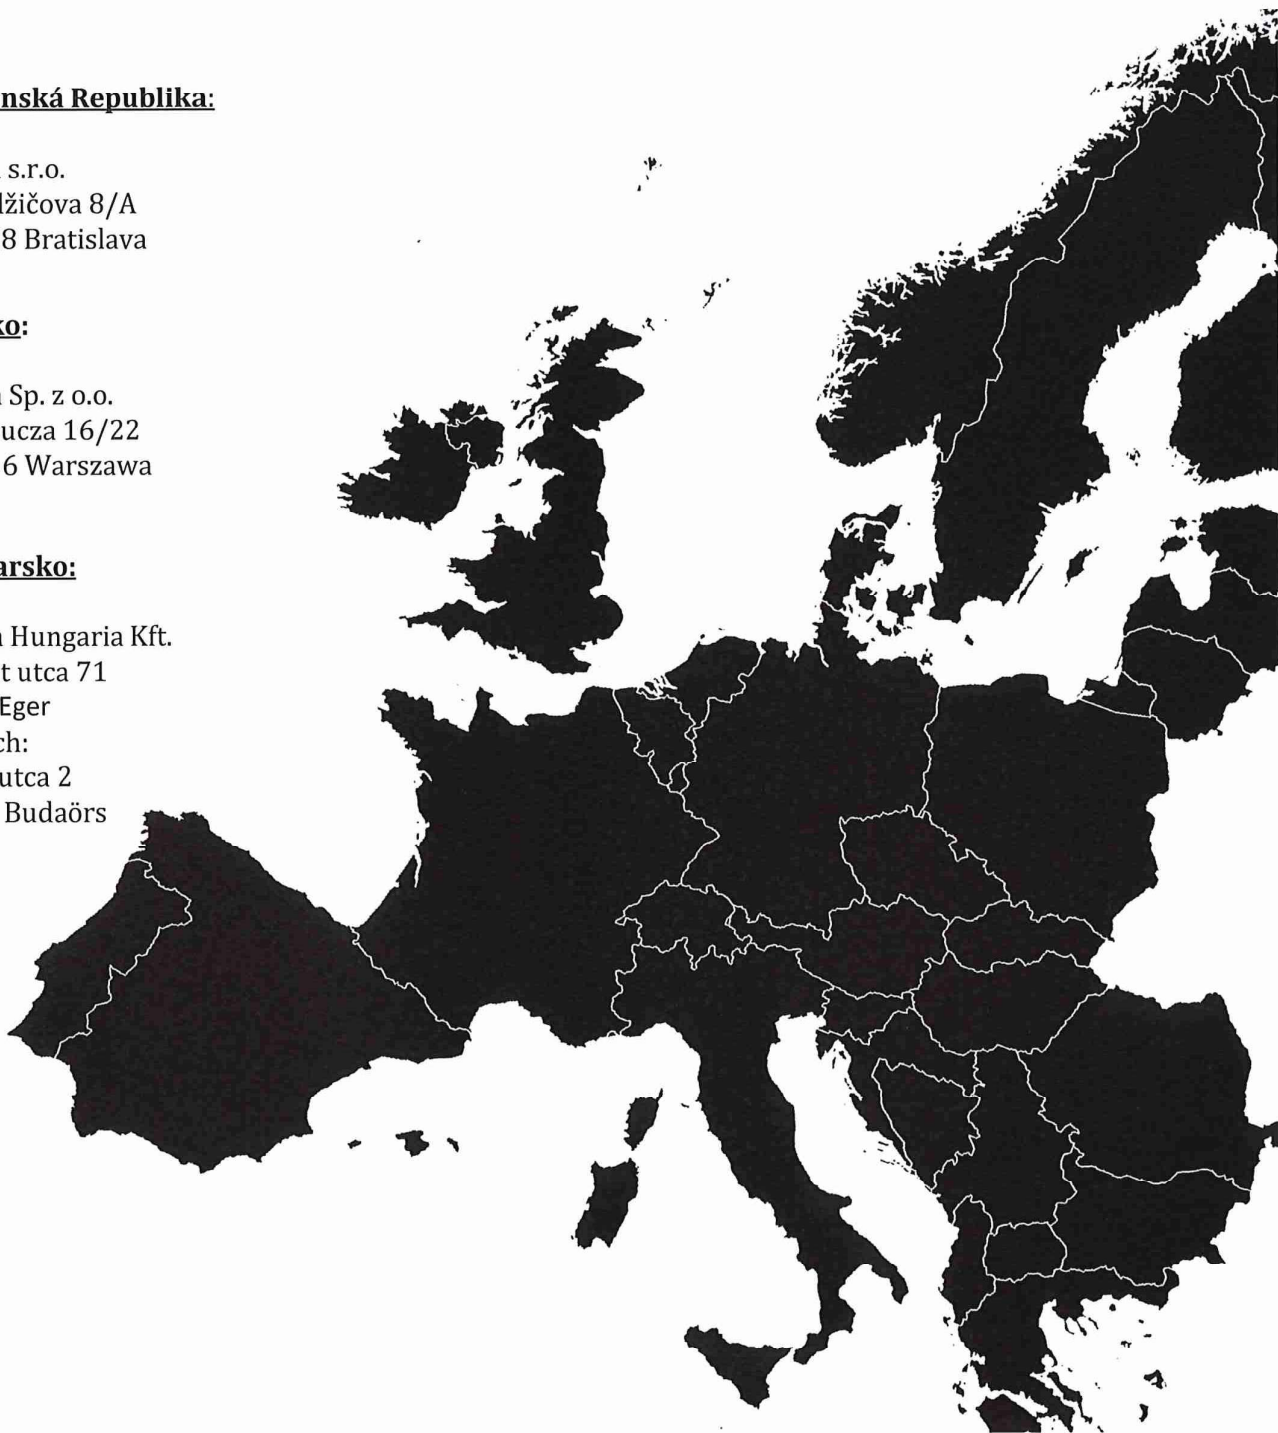 nská Republika:
s.r.o.
lžičova 8/A
8 Bratislava
ko:
Sp. z o.o.
ucza 16/22
6 Warszawa
arsko:
Hungaria Kft.
t utca 71
Eger
ch:
utca 2
Budaörs